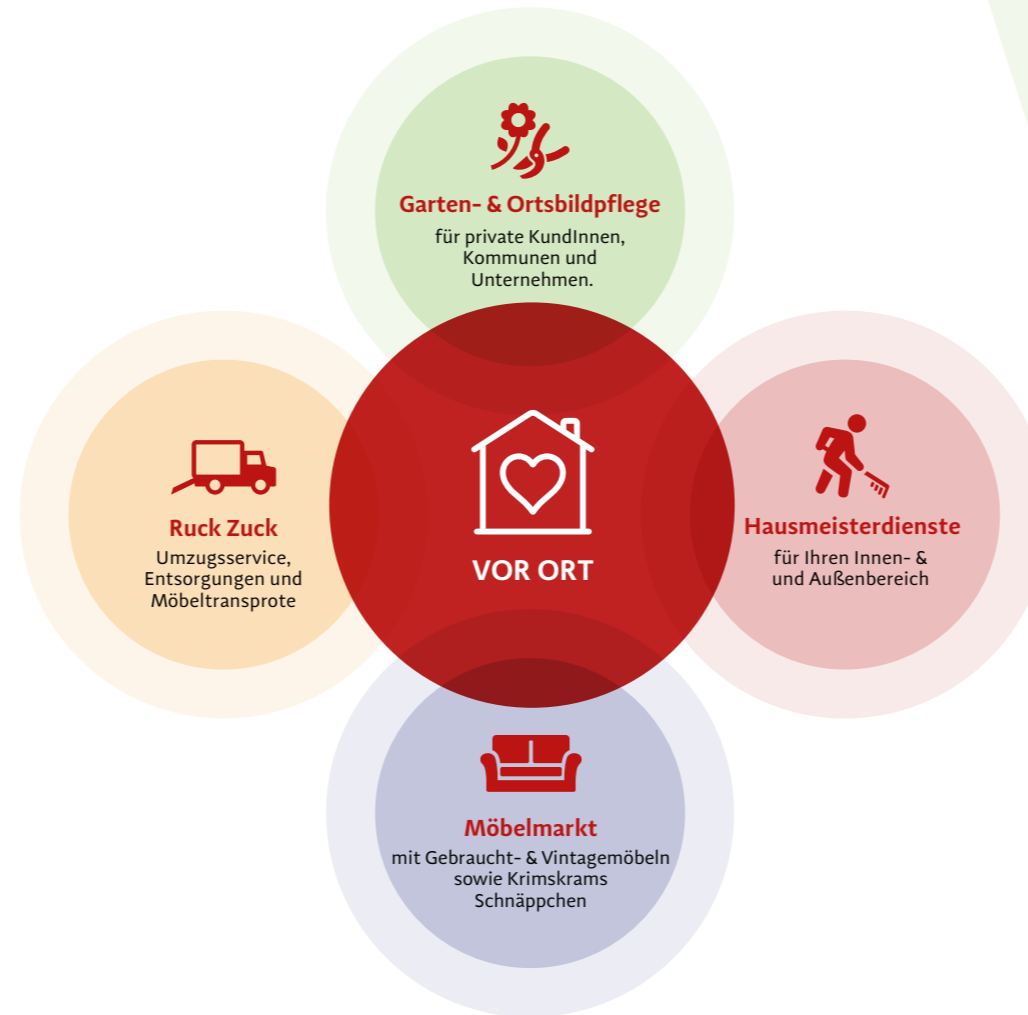 Garten- & Ortsbildpflege
für private KundInnen,
Kommunen und
Unternehmen.
Ruck Zuck
Umzugsservice,
Entsorgungen und
Möbeltransprote
VOR ORT
Hausmeisterdienste
für Ihren Innen- &
und Außenbereich
Möbelmarkt
mit Gebraucht- & Vintagemöbeln
sowie Krimskrams
Schnäppchen